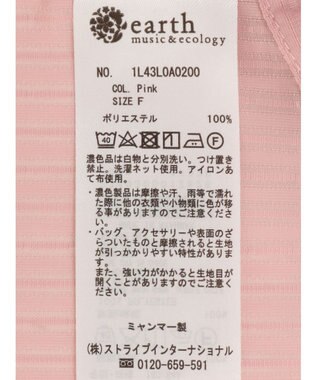 earth
music&ecology
NO. 1L43L0A0200
COL. Pink
SIZE F
ポリエステル 100%
40
濃色品は白物と分別洗い。つけ置き
禁止。洗濯ネット使用。アイロンあ
て布使用。
・濃色製品は摩擦や汗、雨等で濡れ
た際に他の衣類や小物類に色が移
る事がありますのでご注意くださ
い。
・バッグ、アクセサリーや表面のざ
らついたものと摩擦されると生地
が引っかかりやすい特性がありま
す。
また、強い力がかかると生地目が
開くことがありますのでご注意く
ださい。
ミャンマー製
(株)ストライプインターナショナル
0120-659-591